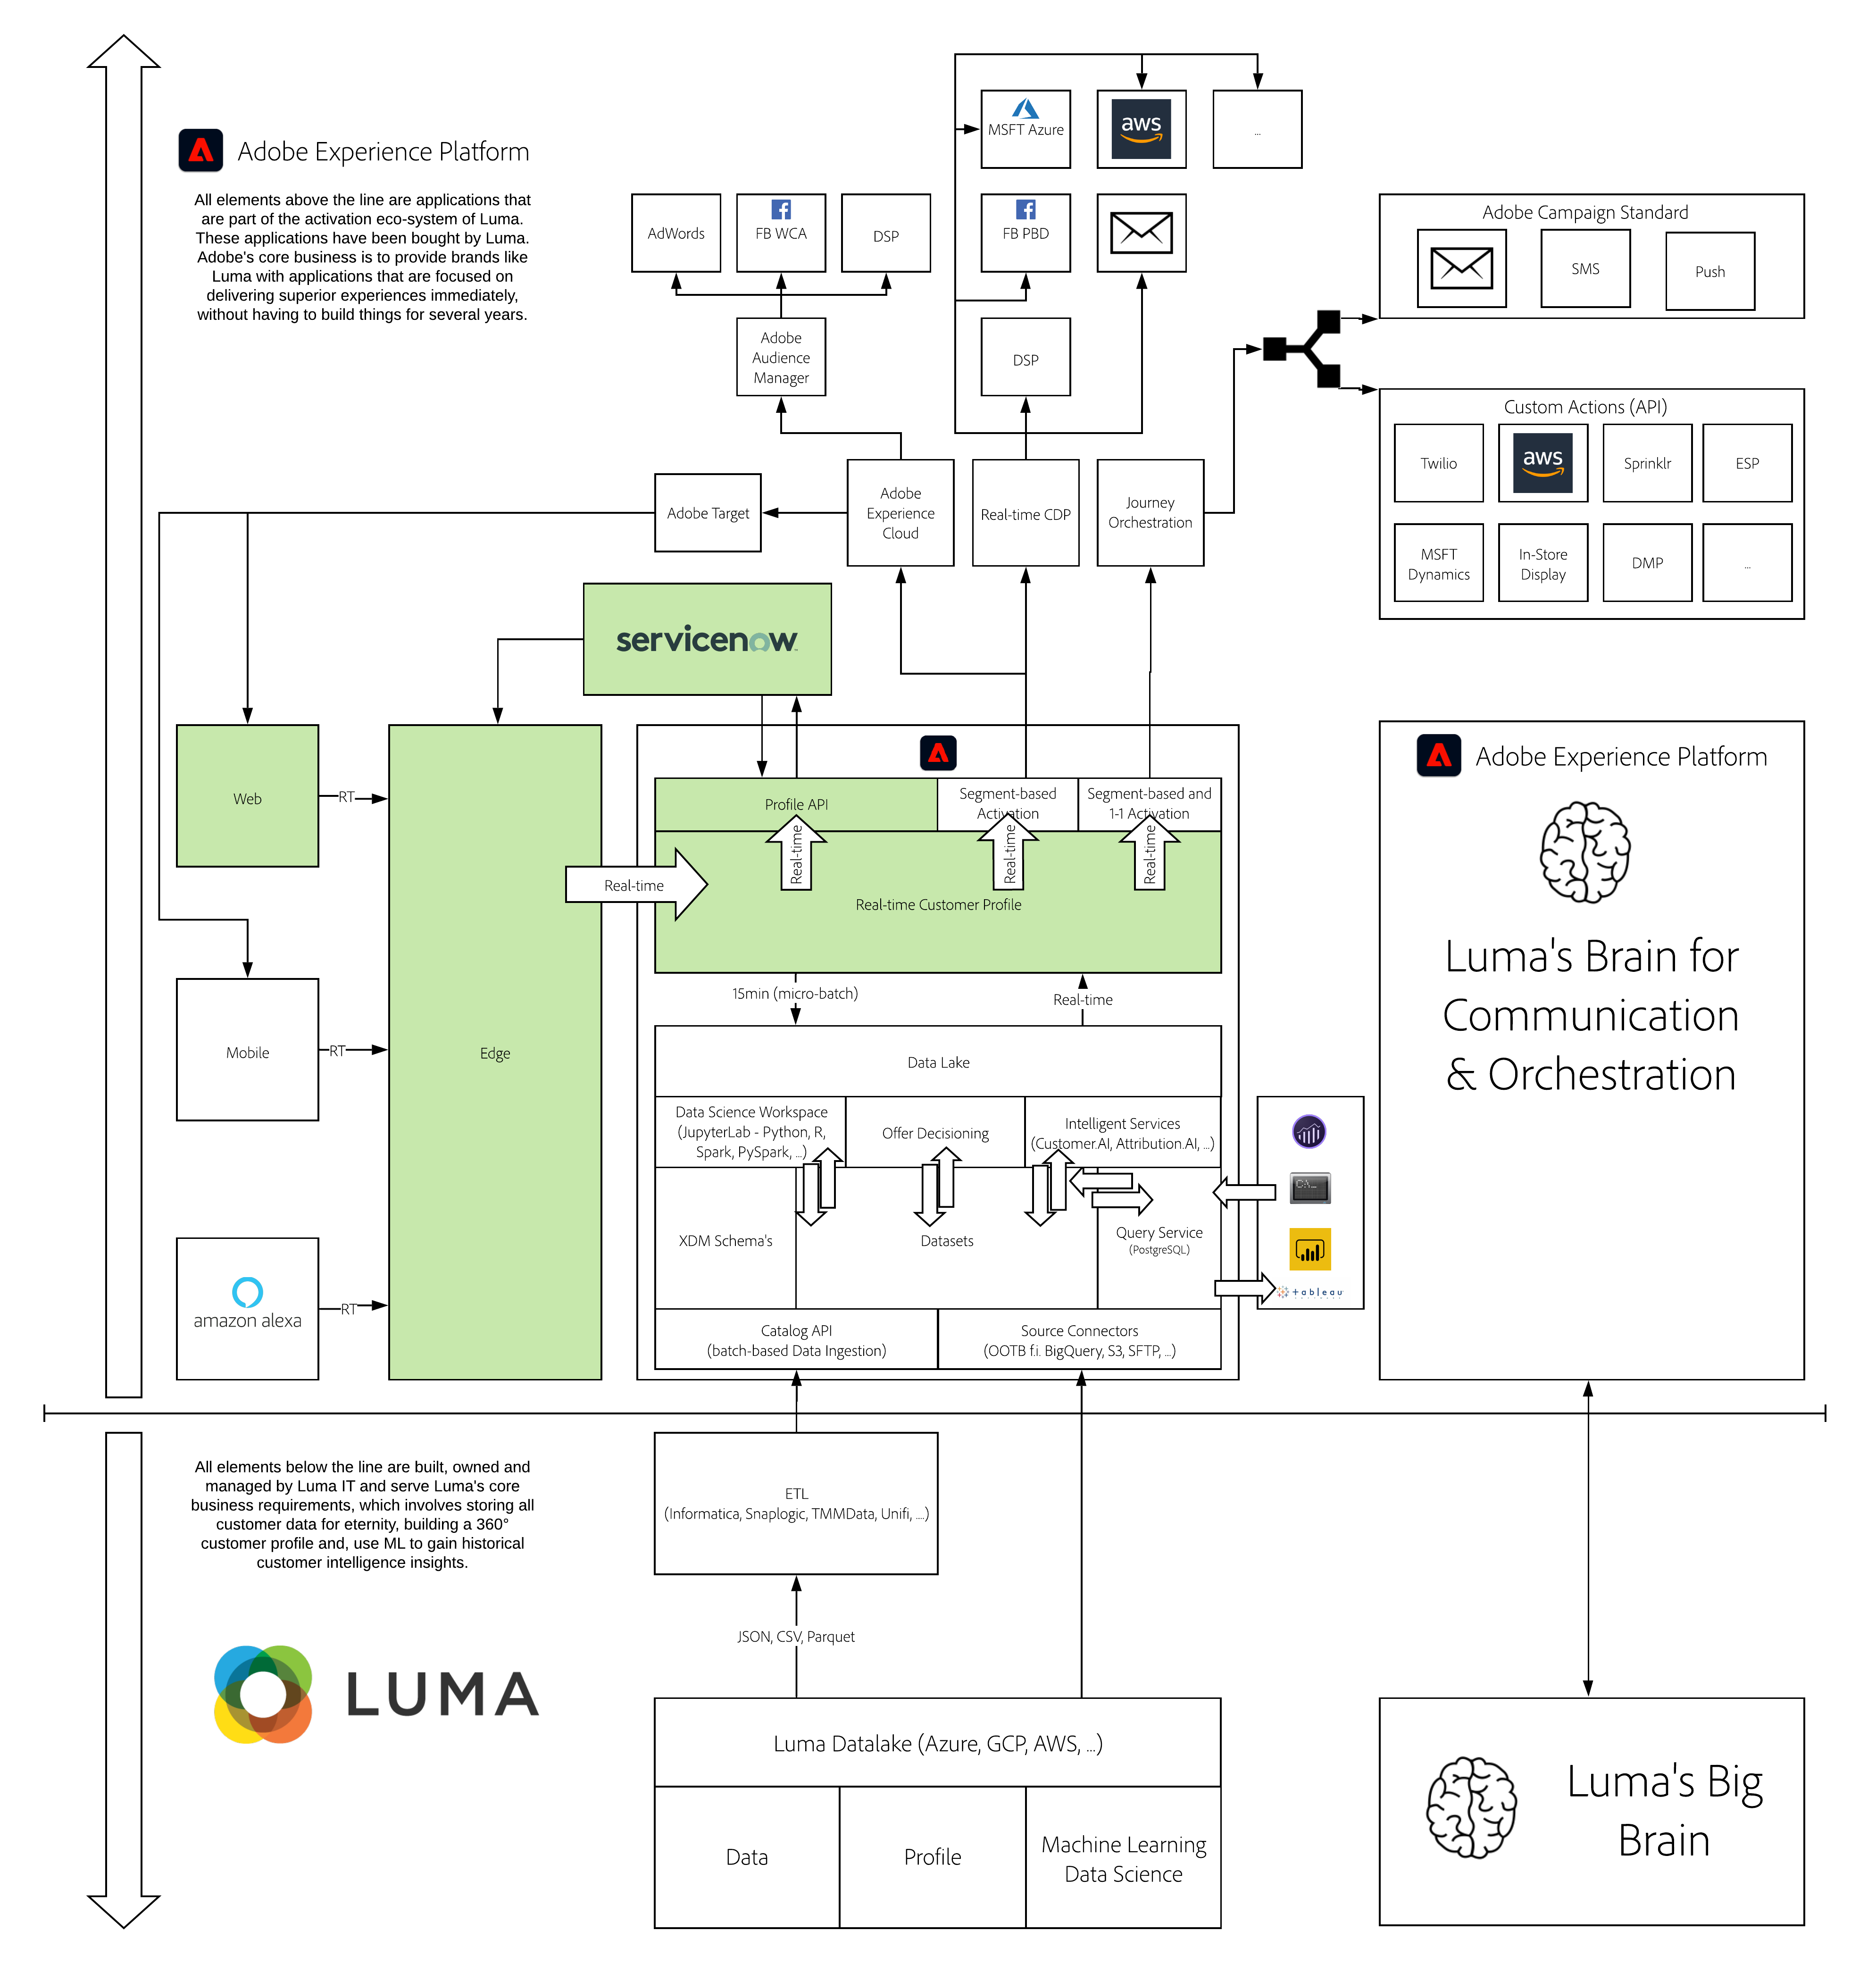 Adobe Experience Platform
All elements above the line are applications that
are part of the activation eco-system of Luma.
These applications have been bought by Luma.
Adobe's core business is to provide brands like
Luma with applications that are focused on
delivering superior experiences immediately,
without having to build things for several years.
MSFT Azure
aws
...
AdWords
FB WCA
DSP
FB PBD
Adobe
Audience
Manager
DSP
Adobe Campaign Standard
SMS
Push
Custom Actions (API)
Twilio
aws
Sprinklr
ESP
MSFT
Dynamics
In-Store
Display
DMP
...
Adobe Target
Adobe
Experience
Cloud
Real-time CDP
Journey
Orchestration
servicenow
Web
RT
Mobile
RT
amazon alexa
RT
Edge
Real-time
Profile API
Segment-based
Activation
Segment-based and
1-1 Activation
Real-time
Real-time
Real-time
Real-time Customer Profile
15min (micro-batch)
Real-time
Data Lake
Data Science Workspace
(JupyterLab - Python, R,
Spark, PySpark, ...)
Offer Decisioning
Intelligent Services
(Customer.AI, Attribution.AI, ...)
XDM Schema's
Datasets
Query Service
(PostgreSQL)
Catalog API
(batch-based Data Ingestion)
Source Connectors
(OOTB f.i. BigQuery, S3, SFTP, ...)
C:\_
+ableau
Adobe Experience Platform
Luma's Brain for
Communication
& Orchestration
All elements below the line are built, owned and
managed by Luma IT and serve Luma's core
business requirements, which involves storing all
customer data for eternity, building a 360°
customer profile and, use ML to gain historical
customer intelligence insights.
LUMA
ETL
(Informatica, Snaplogic, TMMData, Unifi, ....)
JSON, CSV, Parquet
Luma Datalake (Azure, GCP, AWS, ...)
Data
Profile
Machine Learning
Data Science
Luma's Big
Brain